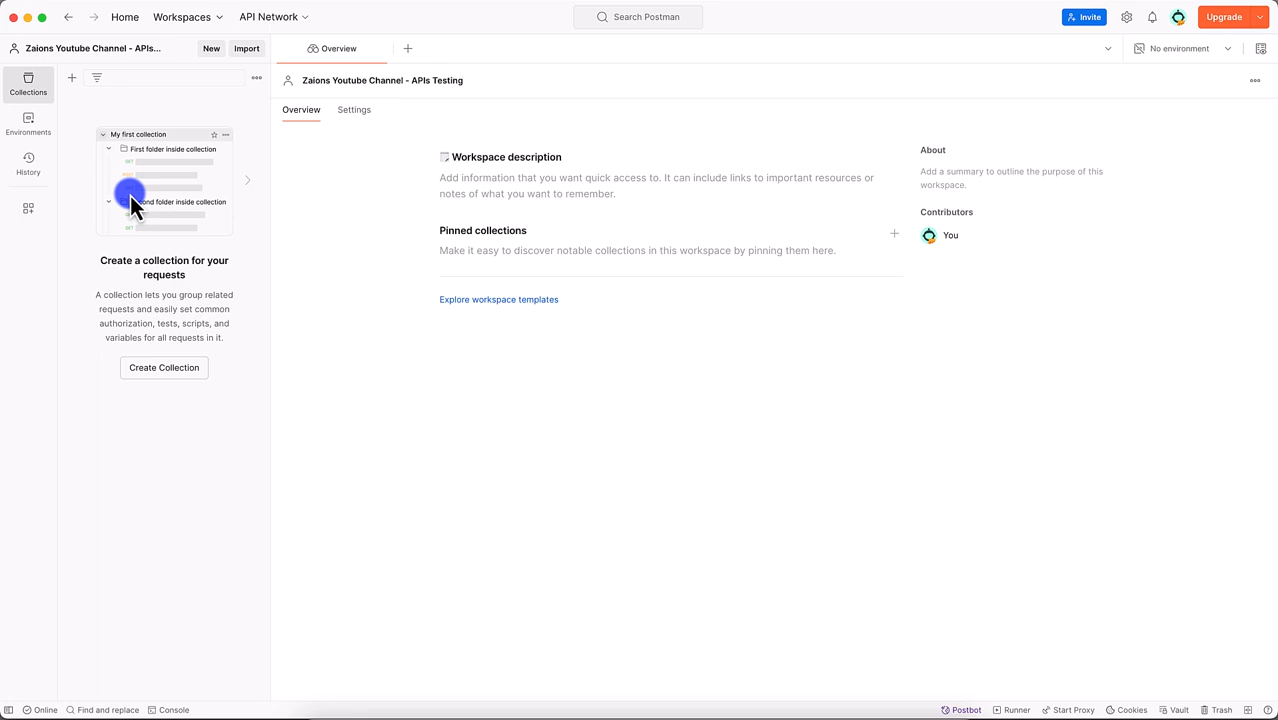 Home
Workspaces
API Network
Search Postman
Invite
Upgrade
Zaions Youtube Channel - APIs...
New
Import
Overview
No environment
Collections
Environments
History
Zaions Youtube Channel - APIs Testing
Overview
Settings
My first collection
First folder inside collection
GET
folder inside collection
GET
Create a collection for your
requests
A collection lets you group related
requests and easily set common
authorization, tests, scripts, and
variables for all requests in it.
Create Collection
Workspace description
Add information that you want quick access to. It can include links to important resources or
notes of what you want to remember.
Pinned collections
Make it easy to discover notable collections in this workspace by pinning them here.
Explore workspace templates
About
Add a summary to outline the purpose of this
workspace.
Contributors
You
Online
Find and replace
Console
Postbot
Runner
Start Proxy
Cookies
Vault
Trash